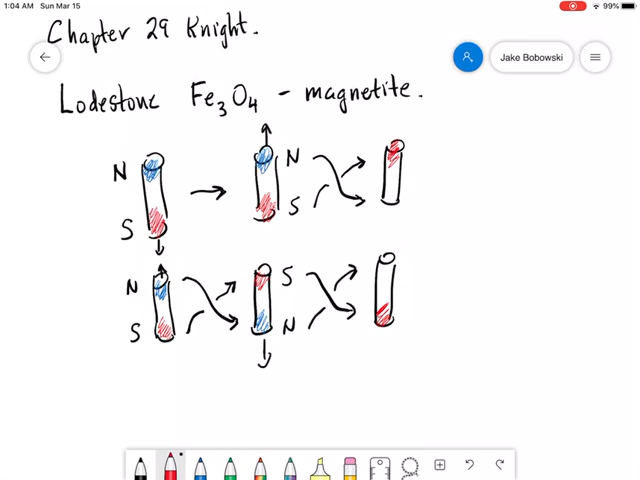 1:04 AM Sun Mar 15
99%
Chapter 29 Knight.
Jake Bobowski
Lodestone Fe3O4 - magnetite.
N N
S S
N S
S N